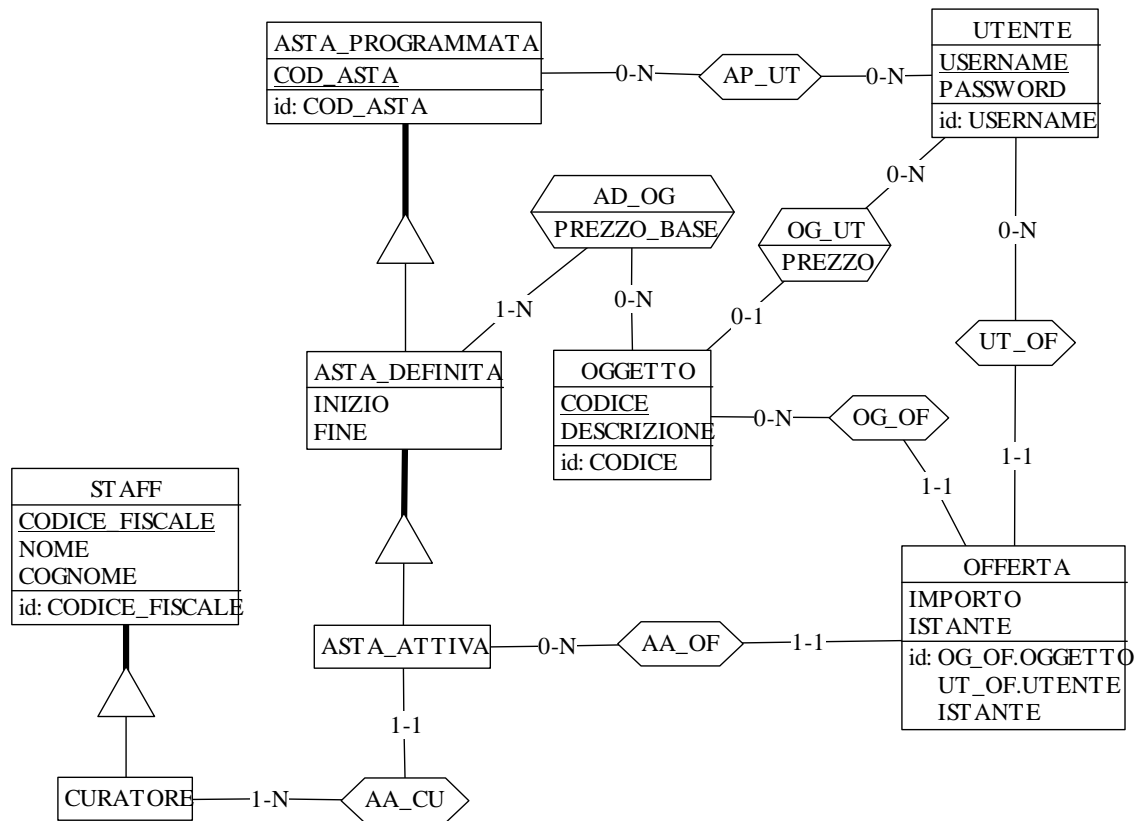 ASTA_PROGRAMMATA
COD_ASTA
id: COD_ASTA
0-N
AP_UT
0-N
UTENTE
USERNAME
PASSWORD
id: USERNAME
AD_OG
PREZZO_BASE
0-N
OG_UT
PREZZO
0-N
1-N
0-N
0-1
UT_OF
ASTA_DEFINITA
INIZIO
FINE
OGGETTO
CODICE
DESCRIZIONE
id: CODICE
0-N
OG_OF
1-1
1-1
STAFF
CODICE_FISCALE
NOME
COGNOME
id: CODICE_FISCALE
OFFERTA
IMPORTO
ISTANTE
id: OG_OF.OGGETTO
UT_OF.UTENTE
ISTANTE
ASTA_ATTIVA
0-N
AA_OF
1-1
1-1
CURATORE
1-N
AA_CU